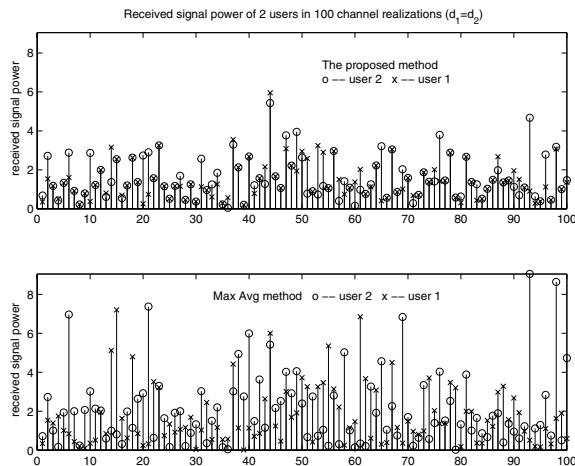 Received signal power of 2 users in 100 channel realizations (d₁=d₂)
8
6
4
2
0
received signal power
The proposed method
o −− user 2 x −− user 1
0 10 20 30 40 50 60 70 80 90 100
8
6
4
2
0
received signal power
Max Avg method o −− user 2 x −− user 1
0 10 20 30 40 50 60 70 80 90 100